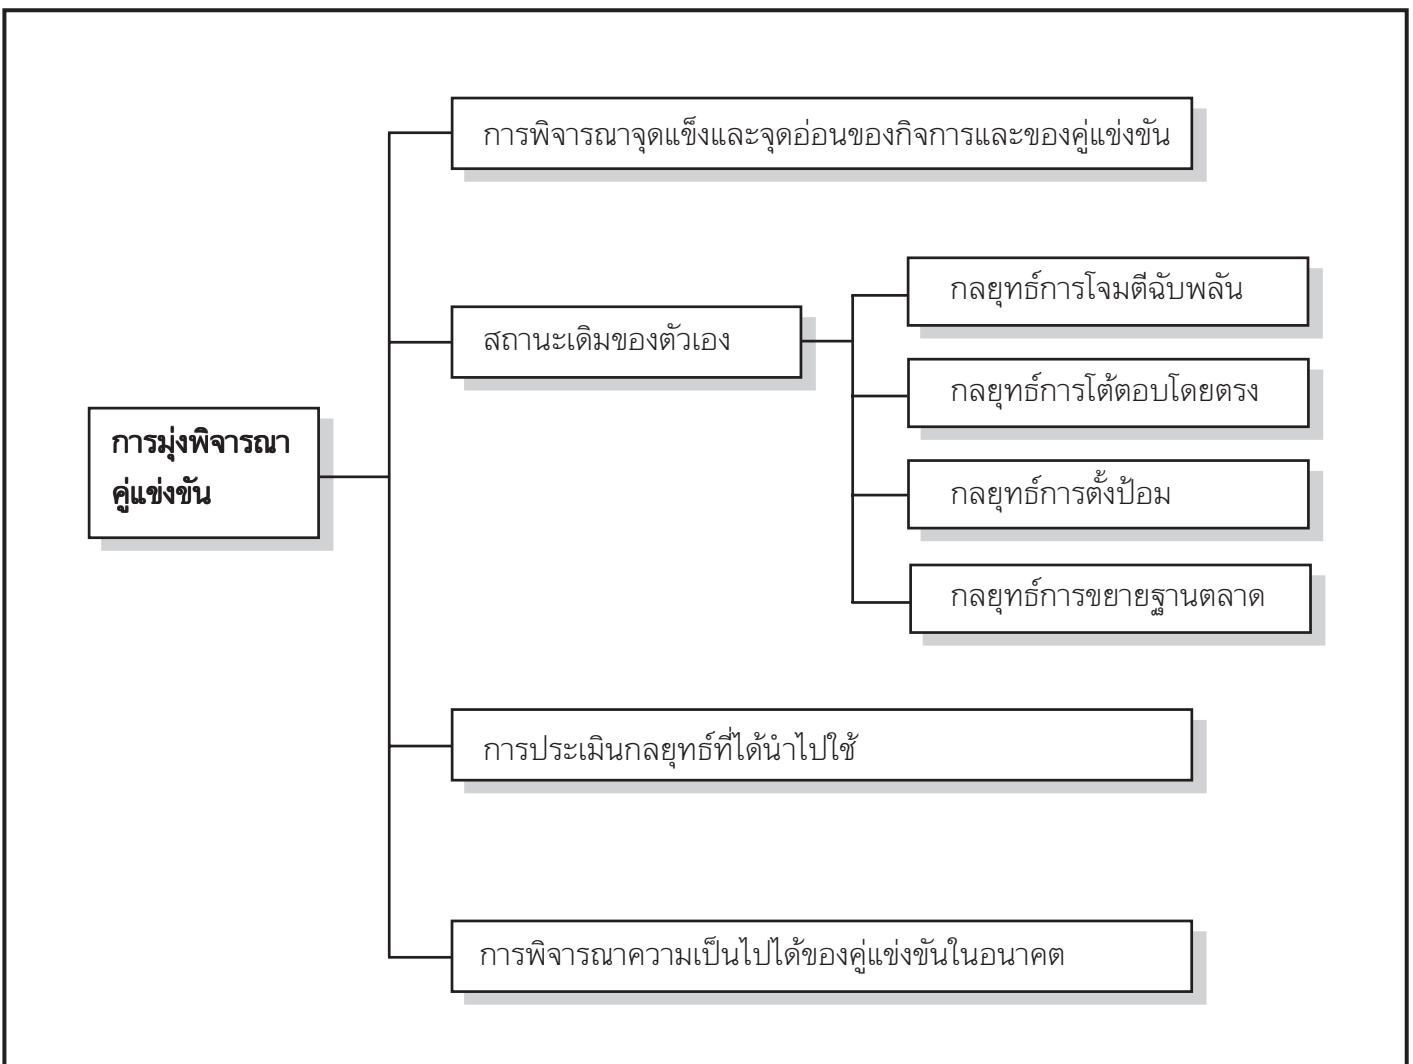 การพิจารณาจุดแข็งและจุดอ่อนของกิจการและของคู่แข่งขัน
กลยุทธ์การโจมตีฉับพลัน
สถานะเดิมของตัวเอง
กลยุทธ์การโต้ตอบโดยตรง
การมุ่งพิจารณา
คู่แข่งขัน
กลยุทธ์การตั้งป้อม
กลยุทธ์การขยายฐานตลาด
การประเมินกลยุทธ์ที่ได้นำไปใช้
การพิจารณาความเป็นไปได้ของคู่แข่งขันในอนาคต